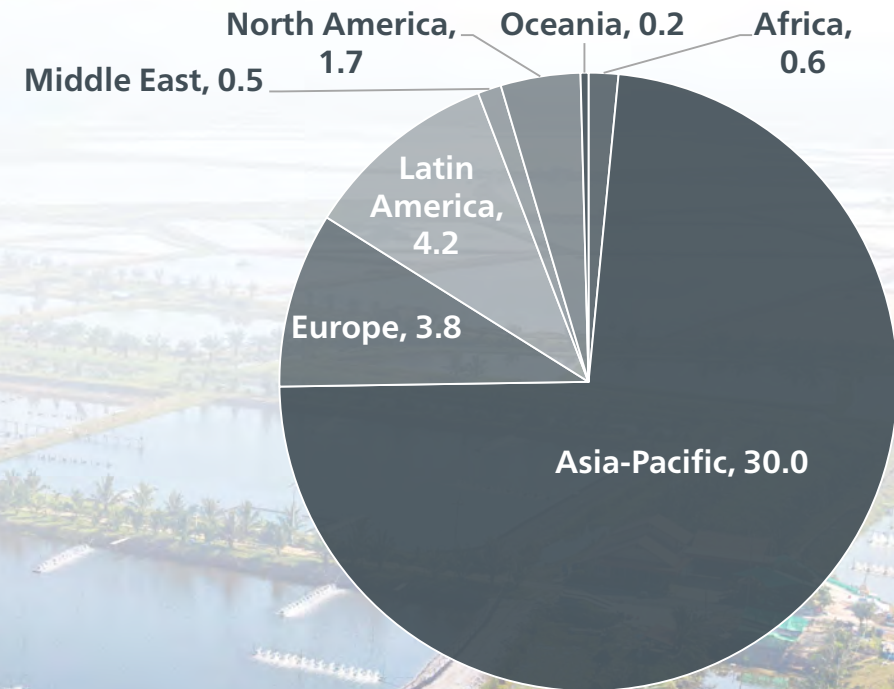 North America,
1.7
Oceania, 0.2
Africa,
0.6
Middle East, 0.5
Latin
America,
4.2
Europe, 3.8
Asia-Pacific, 30.0